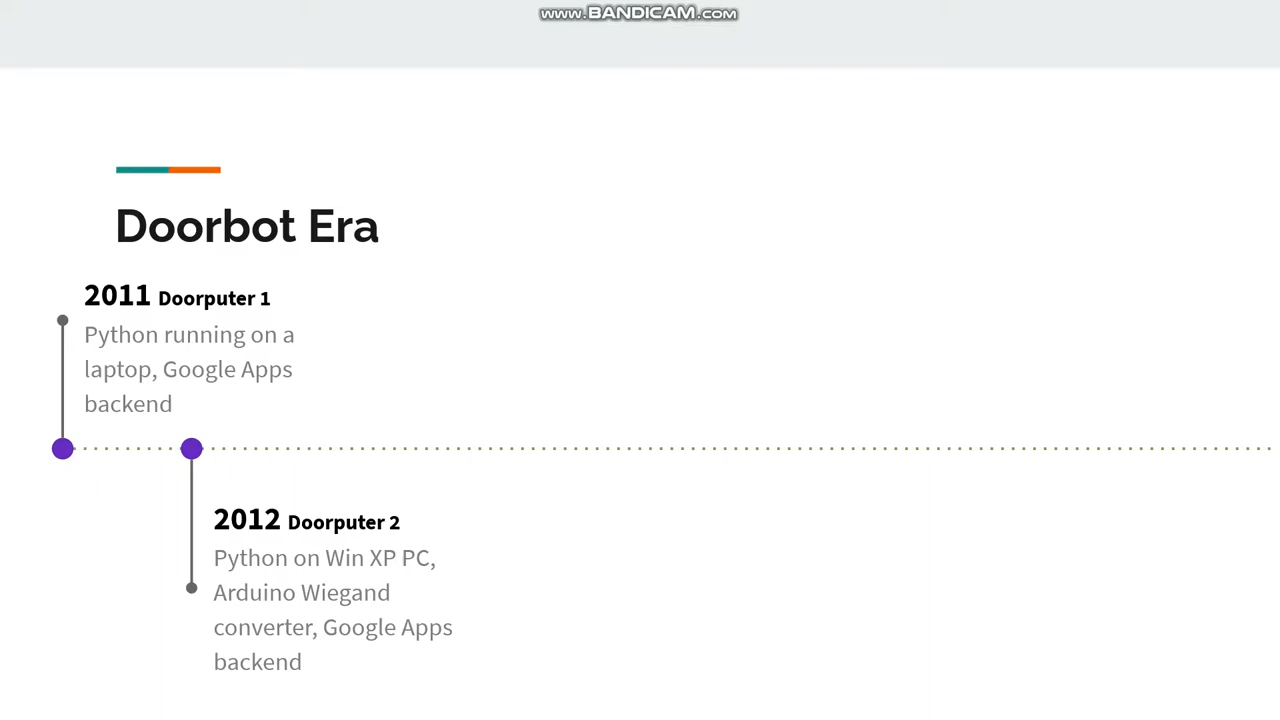 www.BANDICAM.com
Doorbot Era
2011 Doorputer 1
Python running on a
laptop, Google Apps
backend
2012 Doorputer 2
Python on Win XP PC,
Arduino Wiegand
converter, Google Apps
backend